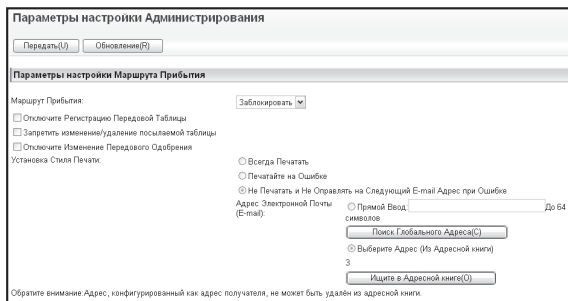 Параметры настройки Администрирования
Передать(U) Обновление(R)
Параметры настройки Маршрута Прибытия
Маршрут Прибытия: Заблокировать
Отключите Регистрацию Передовой Таблицы
Запретить изменение/удаление посылаемой таблицы
Отключите Изменение Передового Одобрения
Установка Стиля Печати: Всегда Печатать
Печатайте на Ошибке
Не Печатать и Не Оправлять на Следующий E-mail Адрес при Ошибке
Адрес Электронной Почты (E-mail): Прямой Ввод: До 64
символов
Поиск Глобального Адреса(C)
Выберите Адрес (Из Адресной книги)
3
Ищите в Адресной книге(O)
Обратите внимание:Адрес, конфигурированный как адрес получателя, не может быть удалён из адресной книги.